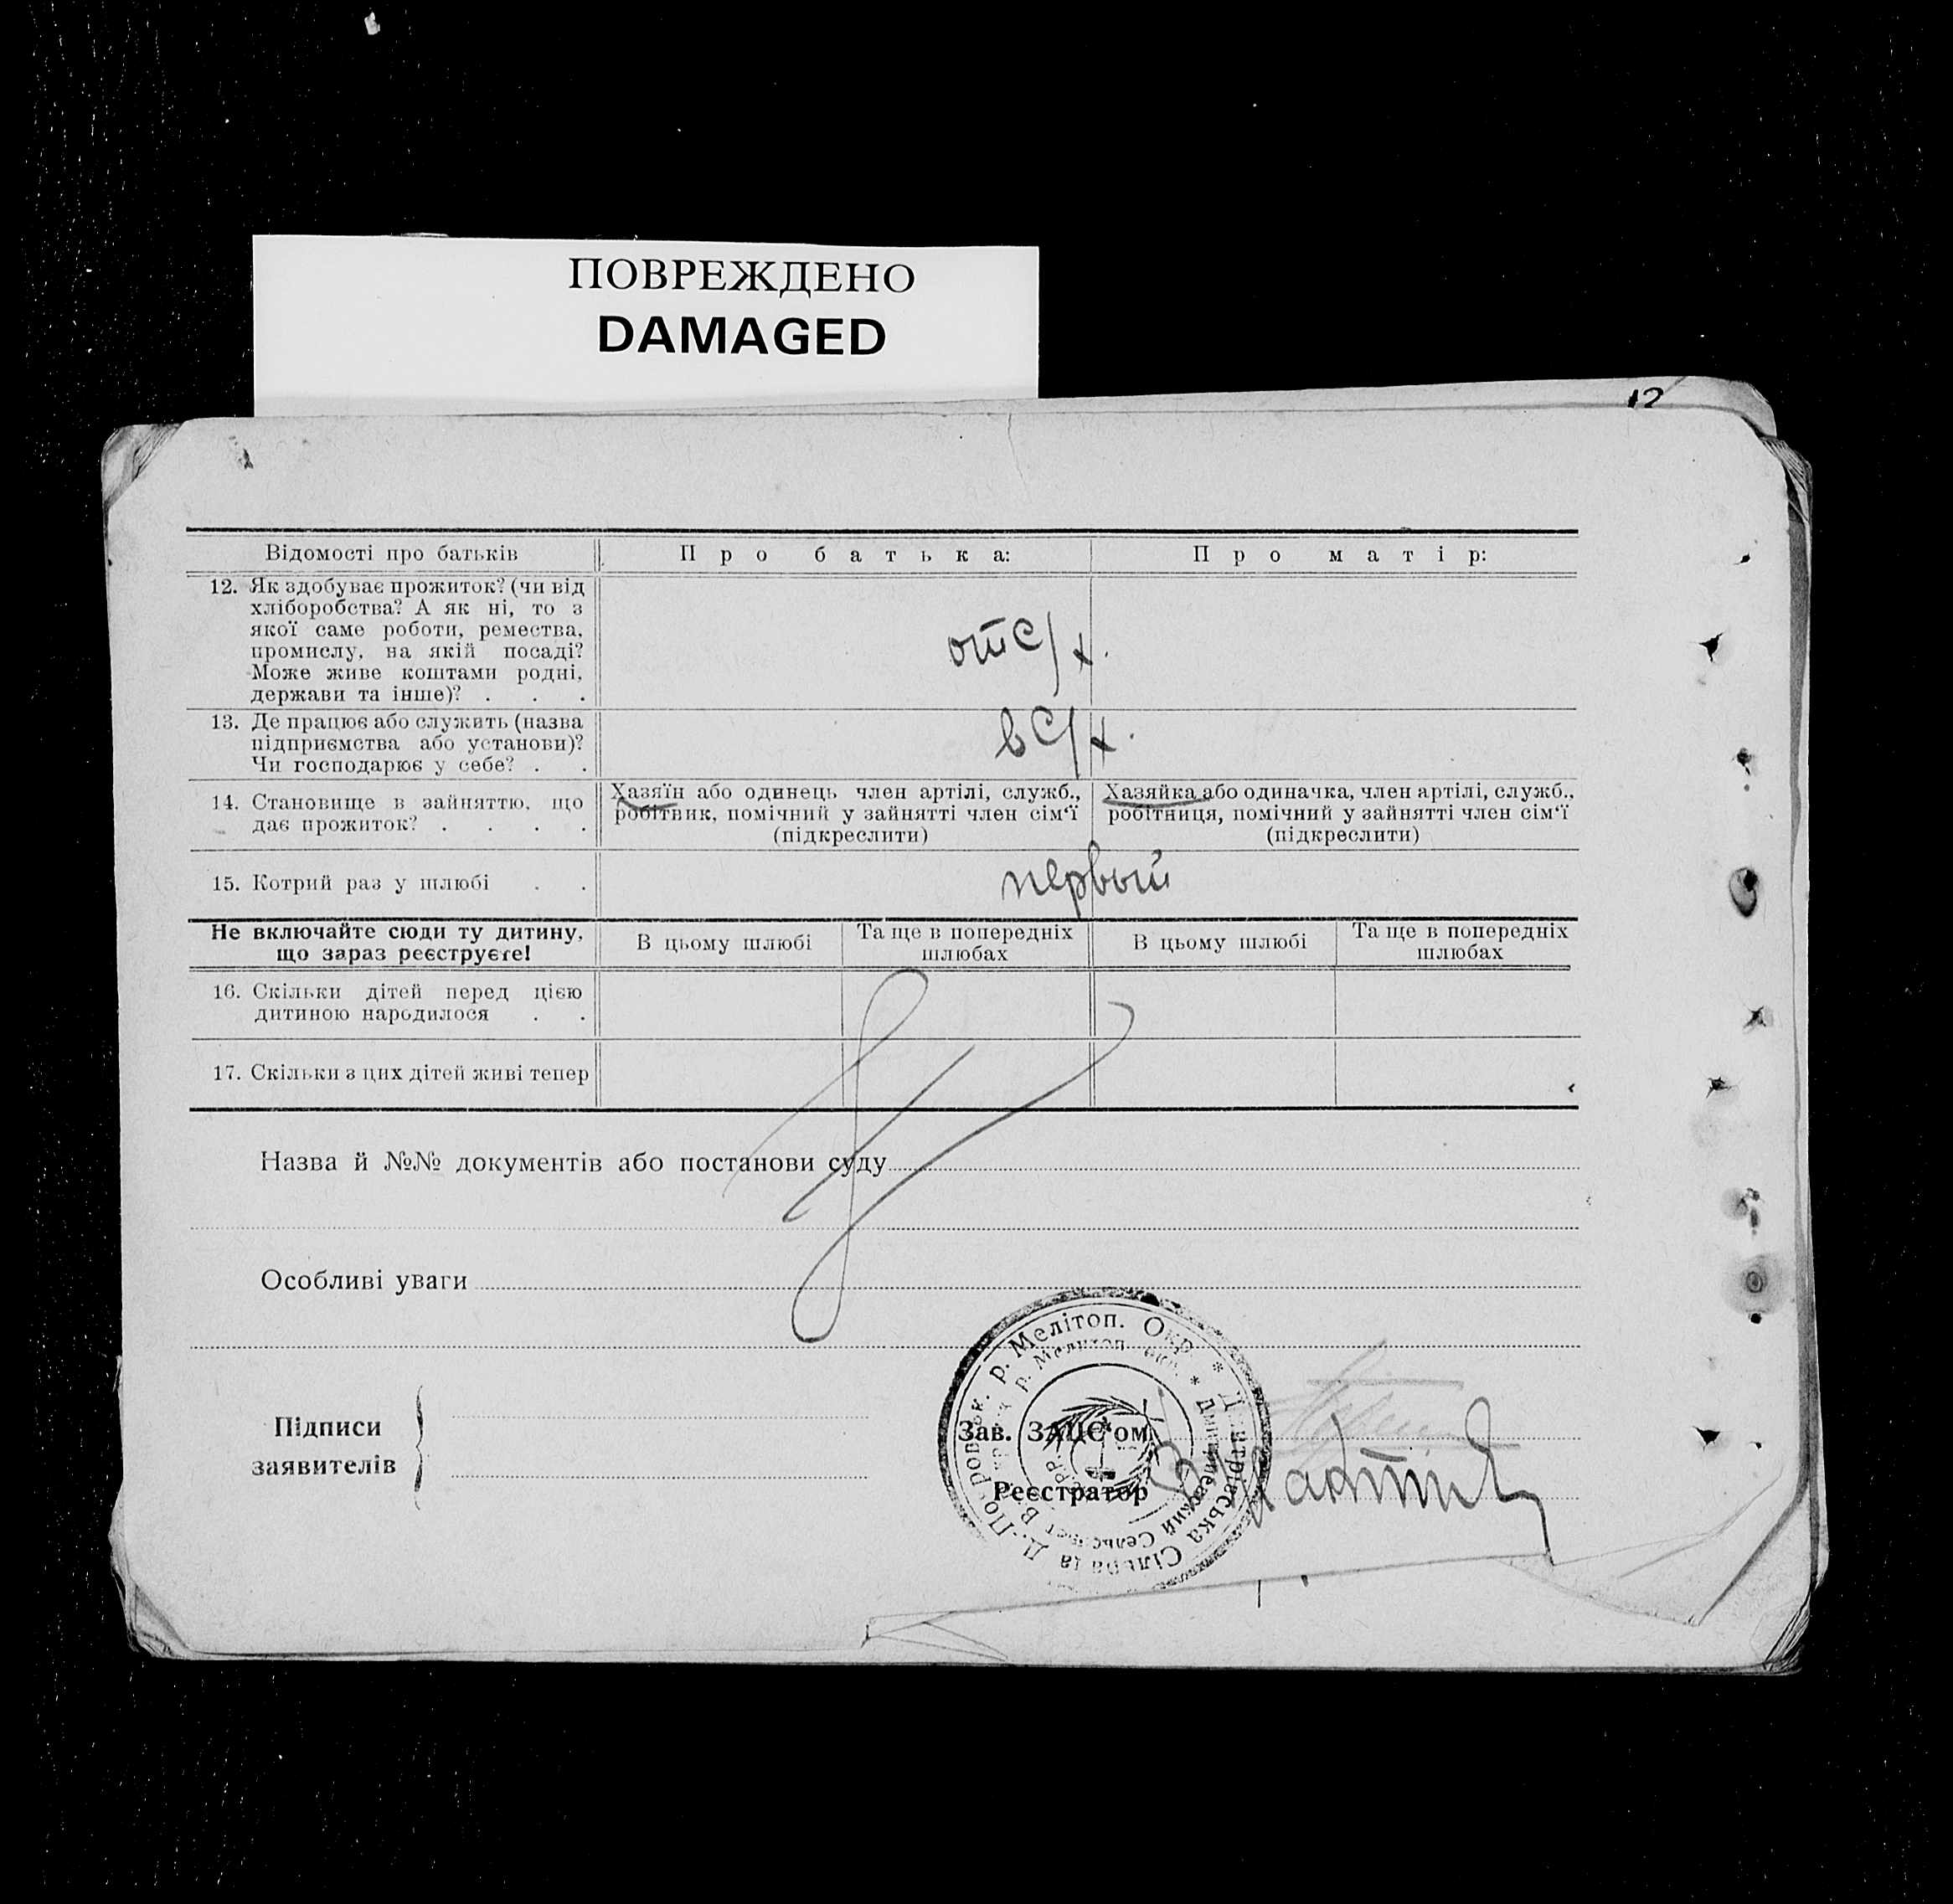 ПОВРЕЖДЕНО
DAMAGED
12
Відомості про батьків
Про батька:
Про матір:
12. Як здобуває прожиток? (чи від
хліборобства? А як ні, то з
якої саме роботи, ремества,
промислу, на якій посаді?
Може живе коштами родні,
держави та інше)? . . .
от с/х.
13. Де працює або служить (назва
підприємства або установи)?
Чи господарює у себе? . .
в с/х.
14. Становище в зайняттю, що
дає прожиток? . . . .
Хазяїн або одинець член артілі, служб.,
робітник, помічний у зайнятті член сім'ї
(підкреслити)
Хазяйка або одиначка, член артілі, служб.,
робітниця, помічний у зайнятті член сім'ї
(підкреслити)
15. Котрий раз у шлюбі . .
первый
Не включайте сюди ту дитину,
що зараз реєструєте!
В цьому шлюбі
Та ще в попередніх
шлюбах
В цьому шлюбі
Та ще в попередніх
шлюбах
16. Скільки дітей перед цією
дитиною народилося . .
17. Скільки з цих дітей живі тепер
Назва й №№ документів або постанови суду
Особливі уваги
Підписи
заявителів
Зав. ЗАЦС'ом
Реєстратор
Дмитрівська Сільрада Д.-Покровськ. р. Мелітоп. Окр. *